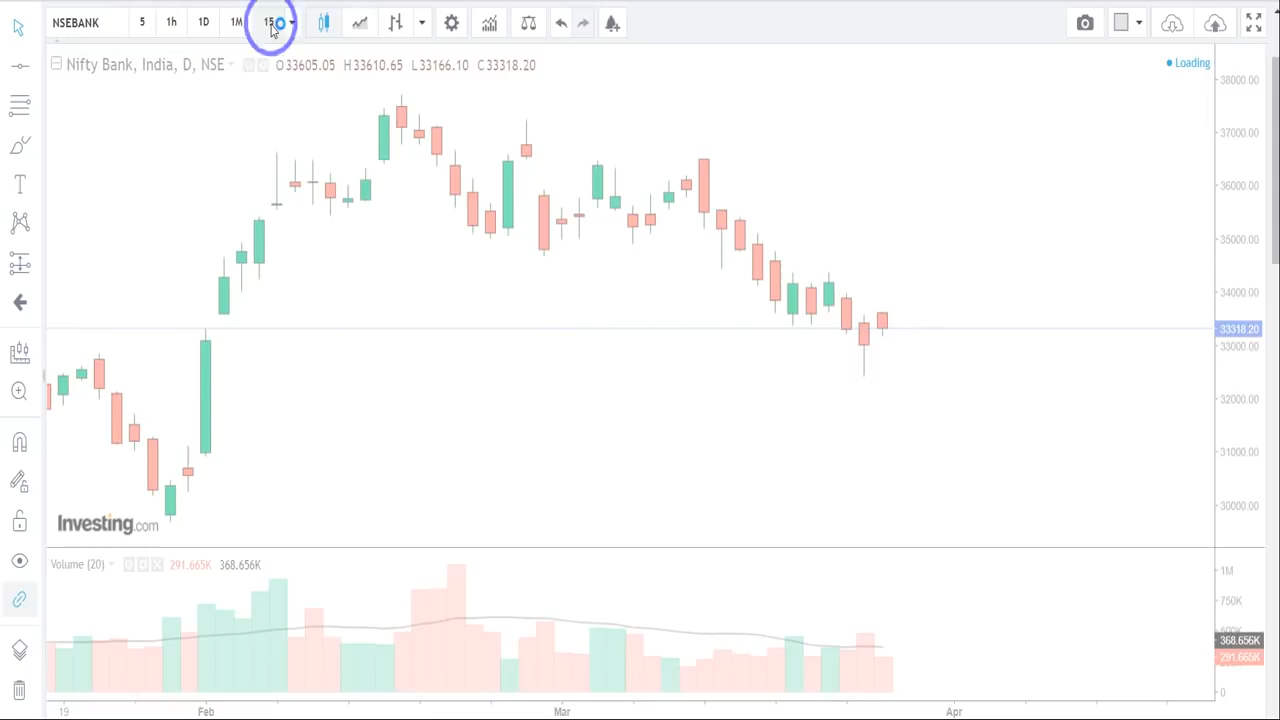 NSEBANK 5 1h 1D 1M 15
Nifty Bank, India, D, NSE O33605.05 H33610.65 L33166.10 C33318.20
Loading
38000.00
37000.00
36000.00
35000.00
34000.00
33318.20
33000.00
32000.00
31000.00
30000.00
Investing.com
Volume (20) 291.665K 368.656K
1M
750K
500K
368.656K
291.665K
0
19 Feb Mar Apr